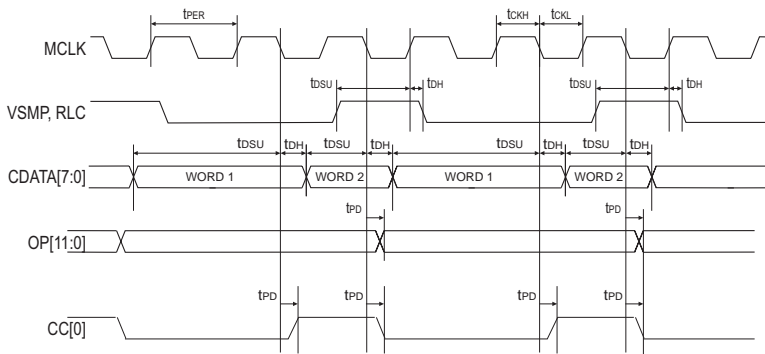 tPER
tCKH
tCKL
MCLK
tDSU
tDH
tDSU
tDH
VSMP, RLC
tDSU
tDH
tDSU
tDH
tDSU
tDH
tDSU
tDH
CDATA[7:0]
WORD 1
WORD 2
WORD 1
WORD 2
tPD
tPD
OP[11:0]
tPD
tPD
tPD
tPD
CC[0]